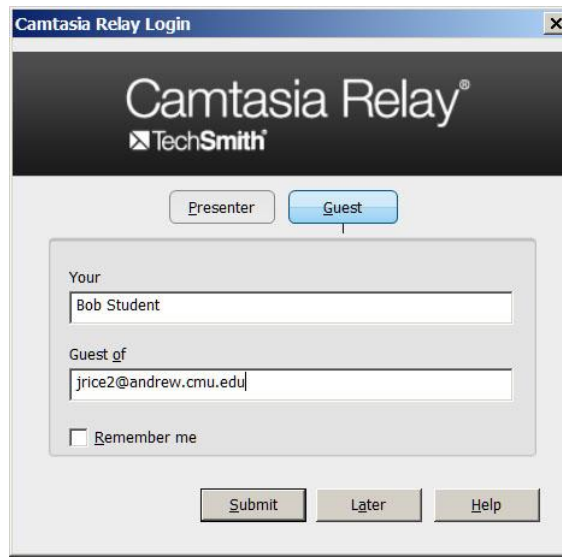 Camtasia Relay Login
Camtasia Relay®
TechSmith®
Presenter Guest
Your
Bob Student
Guest of
jrice2@andrew.cmu.edu
Remember me
Submit Later Help